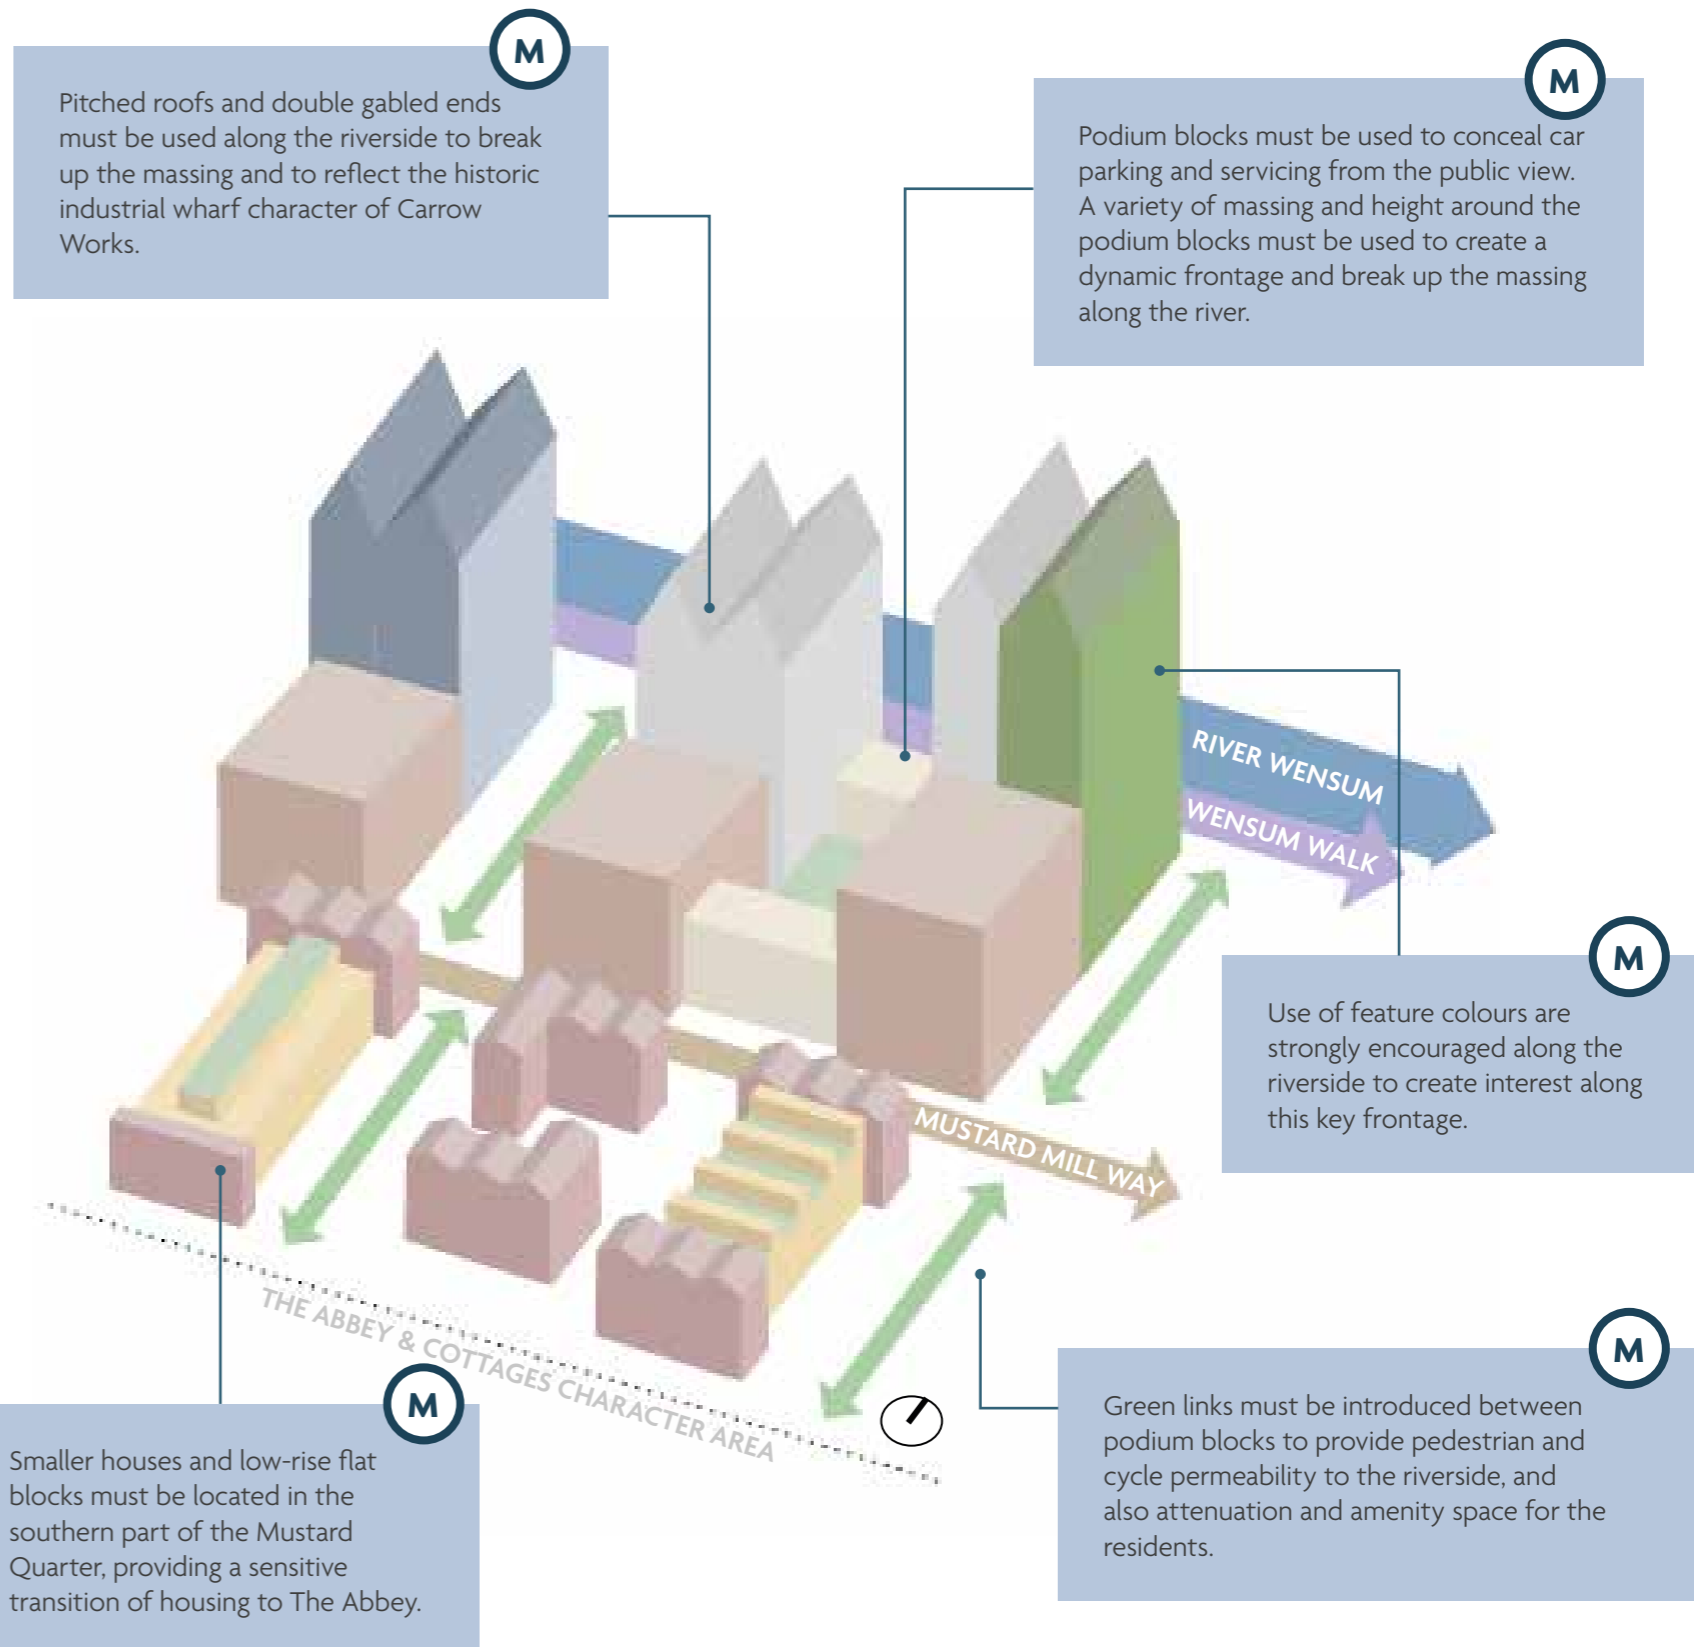 M
Pitched roofs and double gabled ends
must be used along the riverside to break
up the massing and to reflect the historic
industrial wharf character of Carrow
Works.
M
Podium blocks must be used to conceal car
parking and servicing from the public view.
A variety of massing and height around the
podium blocks must be used to create a
dynamic frontage and break up the massing
along the river.
RIVER WENSUM
WENSUM WALK
M
Use of feature colours are
strongly encouraged along the
riverside to create interest along
this key frontage.
MUSTARD MILL WAY
THE ABBEY & COTTAGES CHARACTER AREA
M
Green links must be introduced between
podium blocks to provide pedestrian and
cycle permeability to the riverside, and
also attenuation and amenity space for the
residents.
M
Smaller houses and low-rise flat
blocks must be located in the
southern part of the Mustard
Quarter, providing a sensitive
transition of housing to The Abbey.